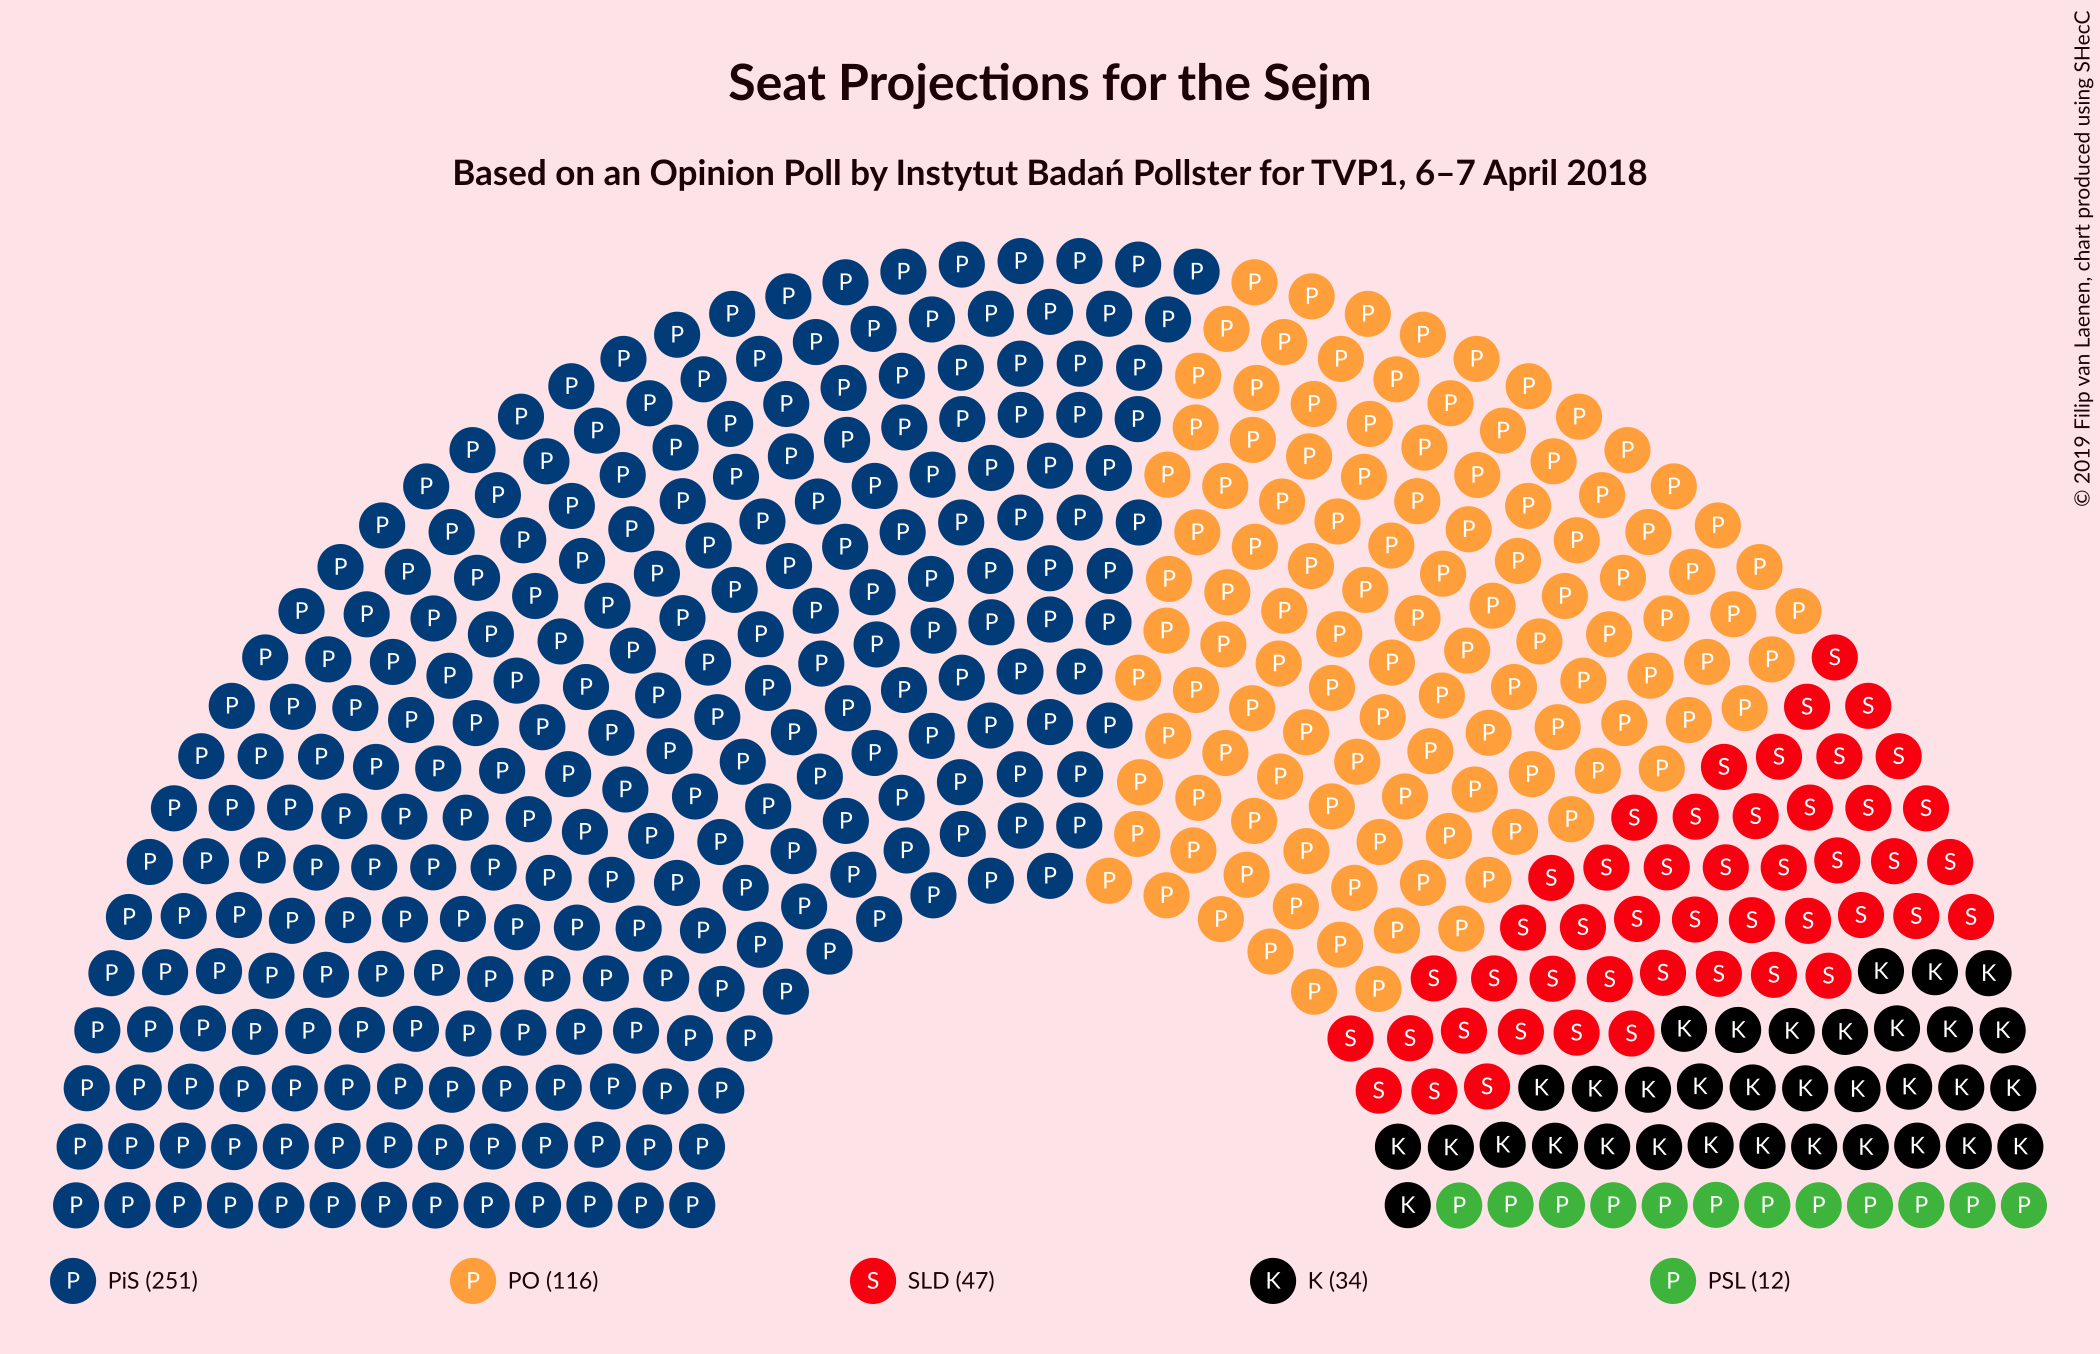 Seat Projections for the Sejm
Based on an Opinion Poll by Instytut Badań Pollster for TVP1, 6–7 April 2018
© 2019 Filip van Laenen, chart produced using SHecC
P PiS (251) P PO (116) S SLD (47) K K (34) P PSL (12)